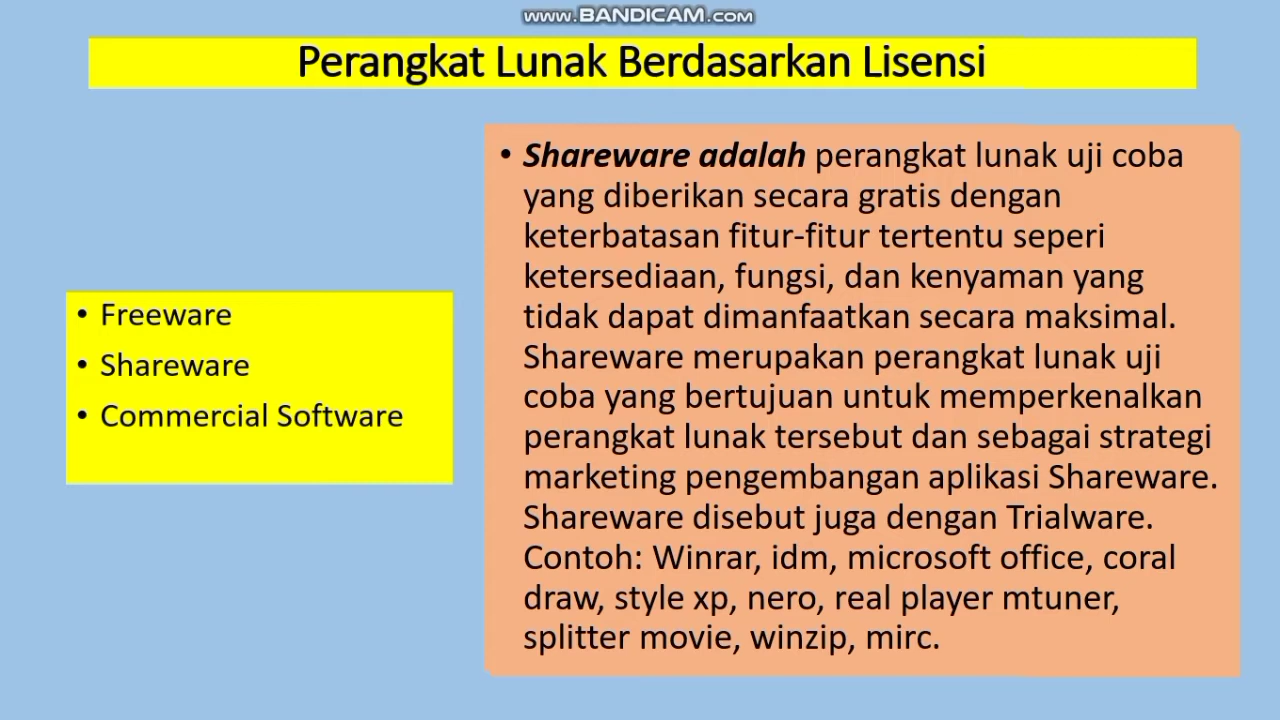 www.BANDICAM.com
Perangkat Lunak Berdasarkan Lisensi
• Freeware
• Shareware
• Commercial Software
• Shareware adalah perangkat lunak uji coba
yang diberikan secara gratis dengan
keterbatasan fitur-fitur tertentu seperi
ketersediaan, fungsi, dan kenyaman yang
tidak dapat dimanfaatkan secara maksimal.
Shareware merupakan perangkat lunak uji
coba yang bertujuan untuk memperkenalkan
perangkat lunak tersebut dan sebagai strategi
marketing pengembangan aplikasi Shareware.
Shareware disebut juga dengan Trialware.
Contoh: Winrar, idm, microsoft office, coral
draw, style xp, nero, real player mtuner,
splitter movie, winzip, mirc.